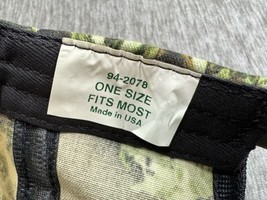 94-2078
ONE SIZE
FITS MOST
Made in USA